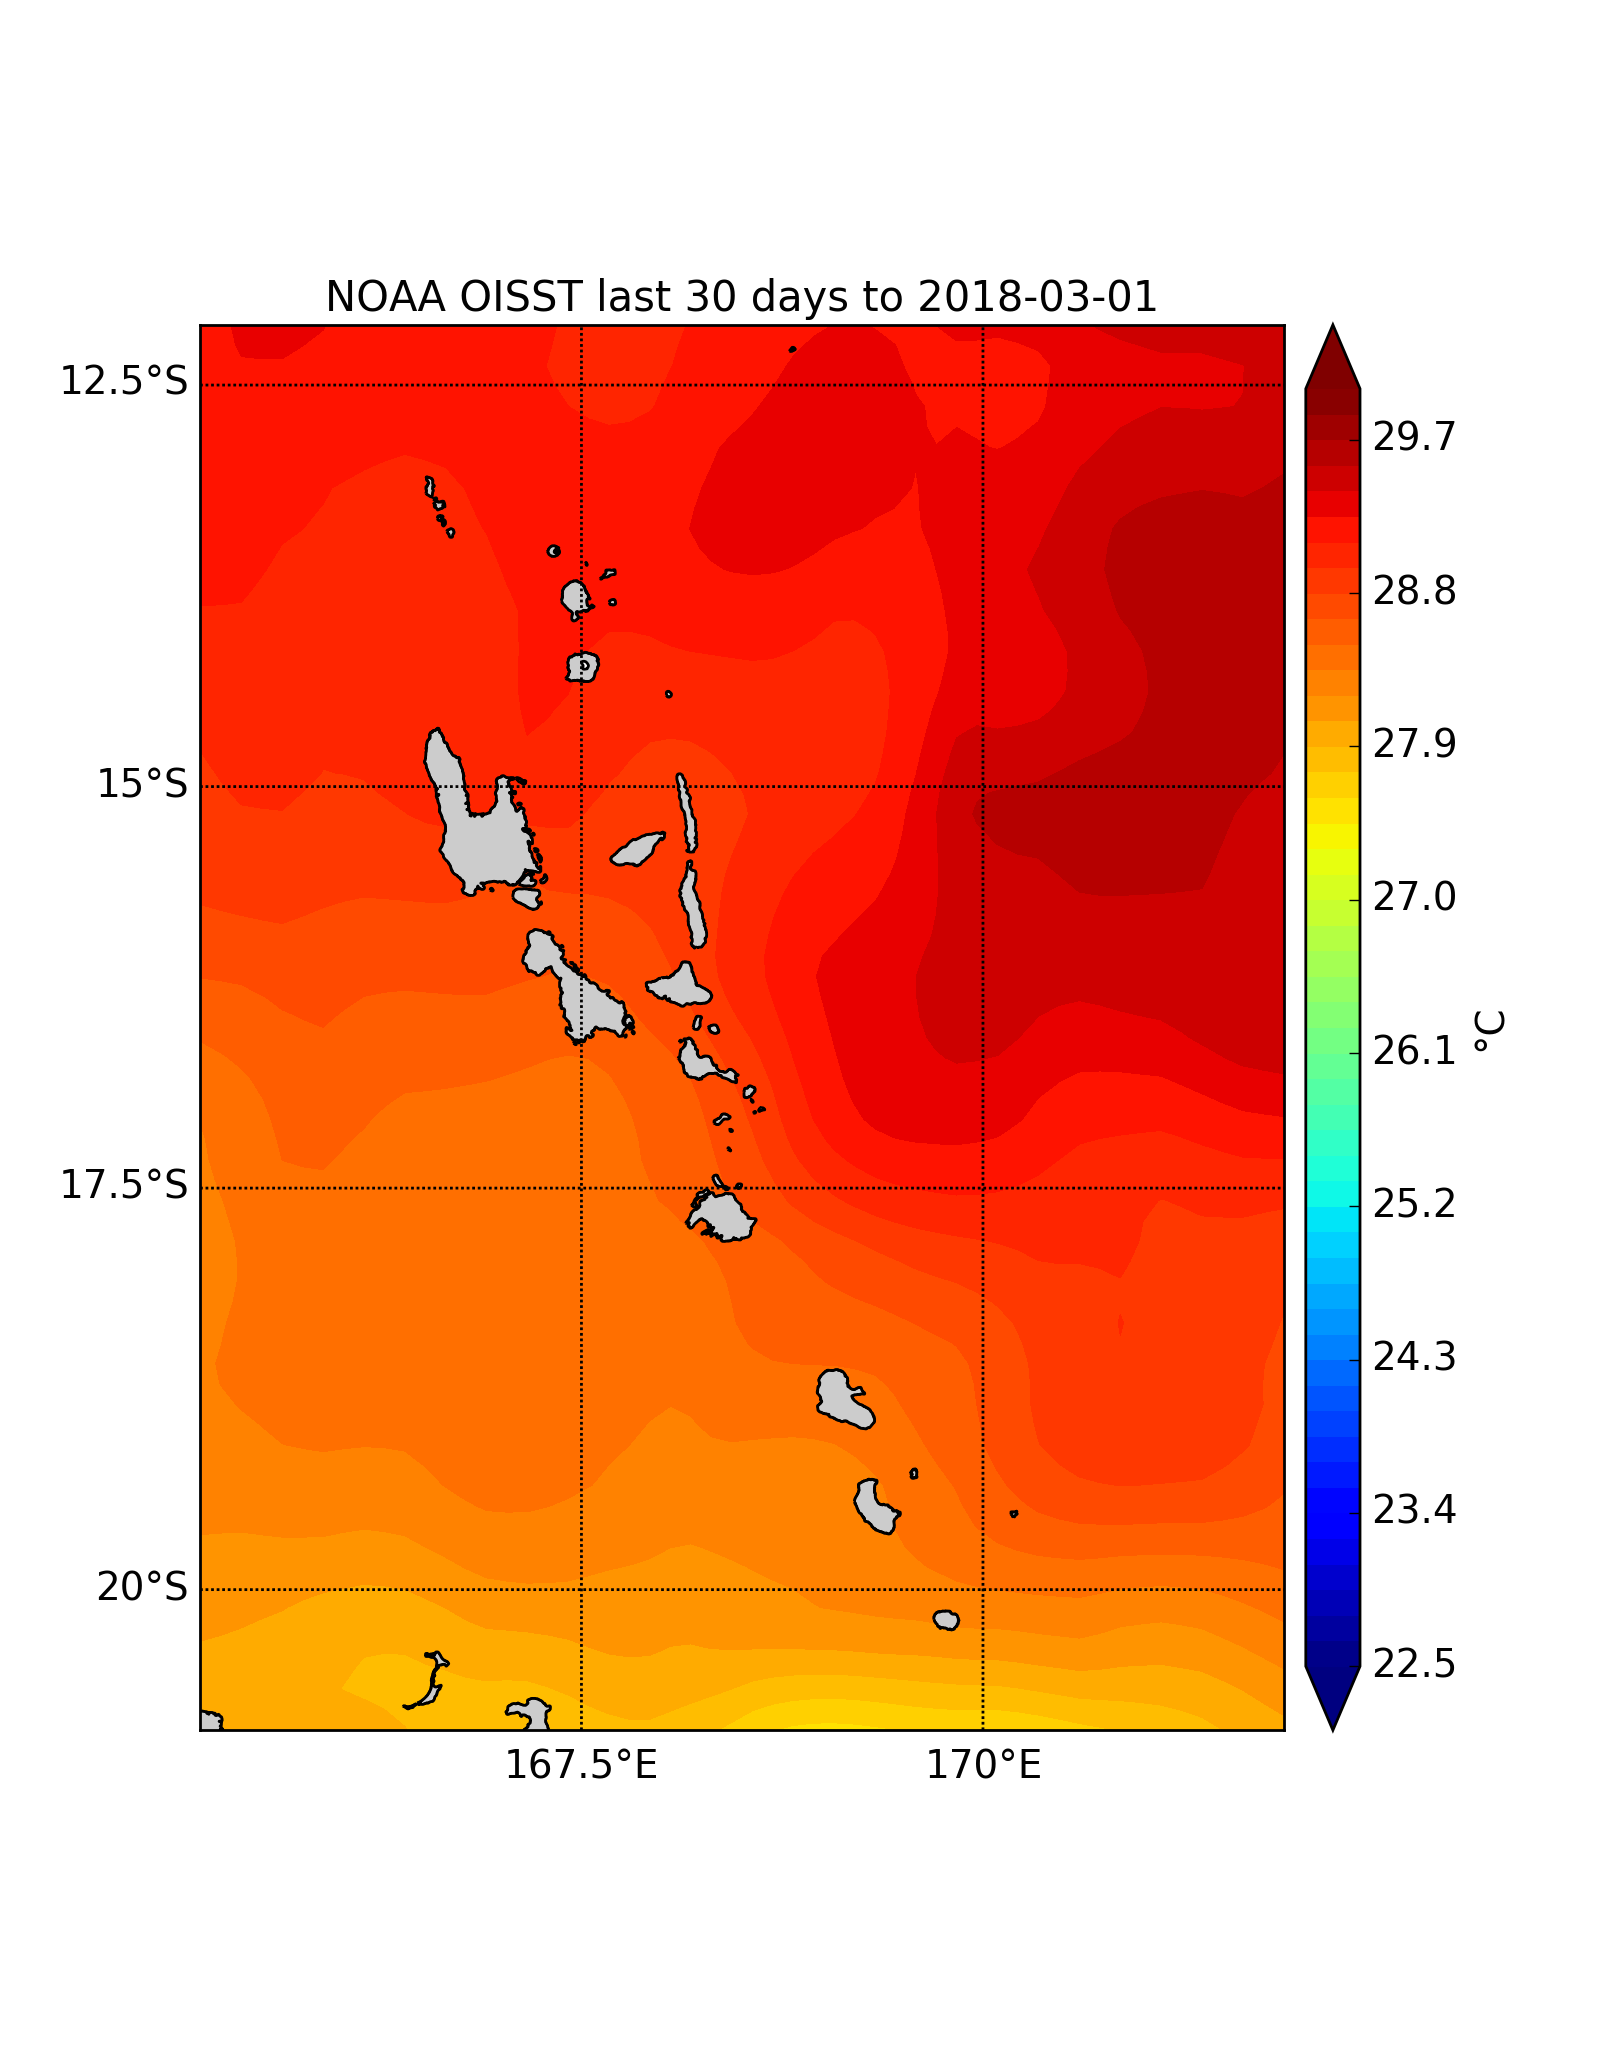 NOAA OISST last 30 days to 2018-03-01
12.5°S
15°S
17.5°S
20°S
167.5°E
170°E
29.7
28.8
27.9
27.0
26.1
25.2
24.3
23.4
22.5
°C